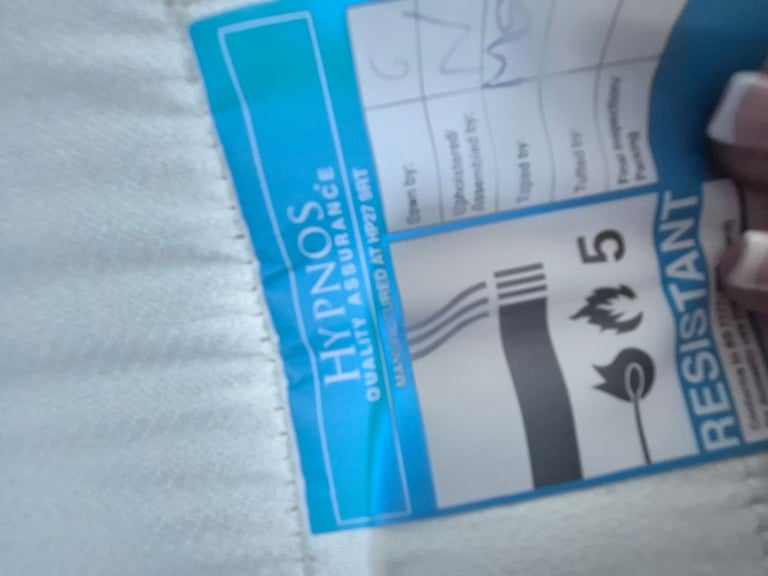 HYPNOS
QUALITY ASSURANCE
MANUFACTURED AT HP27 9RT
Sewn by:
Upholstered/
Assembled by:
Taped by:
Tufted by:
Final Inspection/
Packing
5
RESISTANT